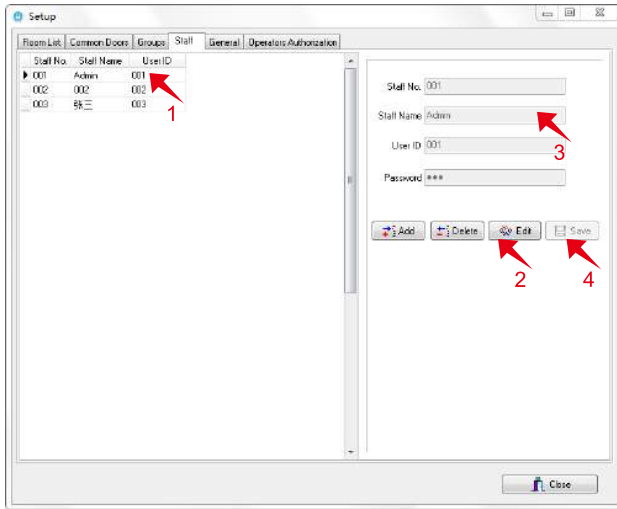 Setup
Room List Common Doors Groups Staff General Operators Authorization
Staff No. Staff Name User ID
001 Admin 001
002 002 002
003 张三 003
1
Staff No. 001
Staff Name Admin
3
User ID 001
Password ***
Add Delete Edit Save
2 4
Close